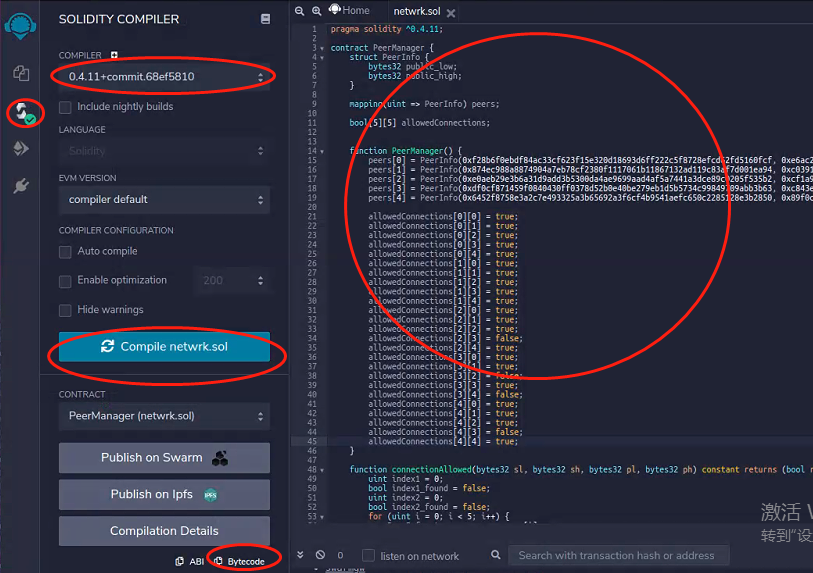 SOLIDITY COMPILER
COMPILER
0.4.11+commit.68ef5810
Include nightly builds
LANGUAGE
Solidity
EVM VERSION
compiler default
COMPILER CONFIGURATION
Auto compile
Enable optimization 200
Hide warnings
Compile netwrk.sol
CONTRACT
PeerManager (netwrk.sol)
Publish on Swarm
Publish on Ipfs IPFS
Compilation Details
ABI Bytecode
Home netwrk.sol
1 pragma solidity ^0.4.11;
2
3 contract PeerManager {
4 struct PeerInfo {
5 bytes32 public_low;
6 bytes32 public_high;
7 }
8
9 mapping(uint => PeerInfo) peers;
10
11 bool[5][5] allowedConnections;
12
13
14 function PeerManager() {
15 peers[0] = PeerInfo(
16 peers[1] = PeerInfo(
17 peers[2] = PeerInfo(
18 peers[3] = PeerInfo(
19 peers[4] = PeerInfo(
20
21 allowedConnections[0][0] = true;
22 allowedConnections[0][1] = true;
23 allowedConnections[0][2] = true;
24 allowedConnections[0][3] = true;
25 allowedConnections[0][4] = true;
26 allowedConnections[1][0] = true;
27 allowedConnections[1][1] = true;
28 allowedConnections[1][2] = true;
29 allowedConnections[1][3] = true;
30 allowedConnections[1][4] = true;
31 allowedConnections[2][0] = true;
32 allowedConnections[2][1] = true;
33 allowedConnections[2][2] = true;
34 allowedConnections[2][3] = false;
35 allowedConnections[2][4] = true;
36 allowedConnections[3][0] = true;
37 allowedConnections[3][1] = true;
38 allowedConnections[3][2] = false;
39 allowedConnections[3][3] = true;
40 allowedConnections[3][4] = false;
41 allowedConnections[4][0] = true;
42 allowedConnections[4][1] = true;
43 allowedConnections[4][2] = true;
44 allowedConnections[4][3] = false;
45 allowedConnections[4][4] = true;
46 }
47
48 function connectionAllowed(bytes32 sl, bytes32 sh, bytes32 pl, bytes32 ph) constant returns (bool
49 uint index1 = 0;
50 bool index1_found = false;
51 uint index2 = 0;
52 bool index2_found = false;
53 for (uint i = 0; i < 5; i++) {
激活
转到"设
0 listen on network Search with transaction hash or address